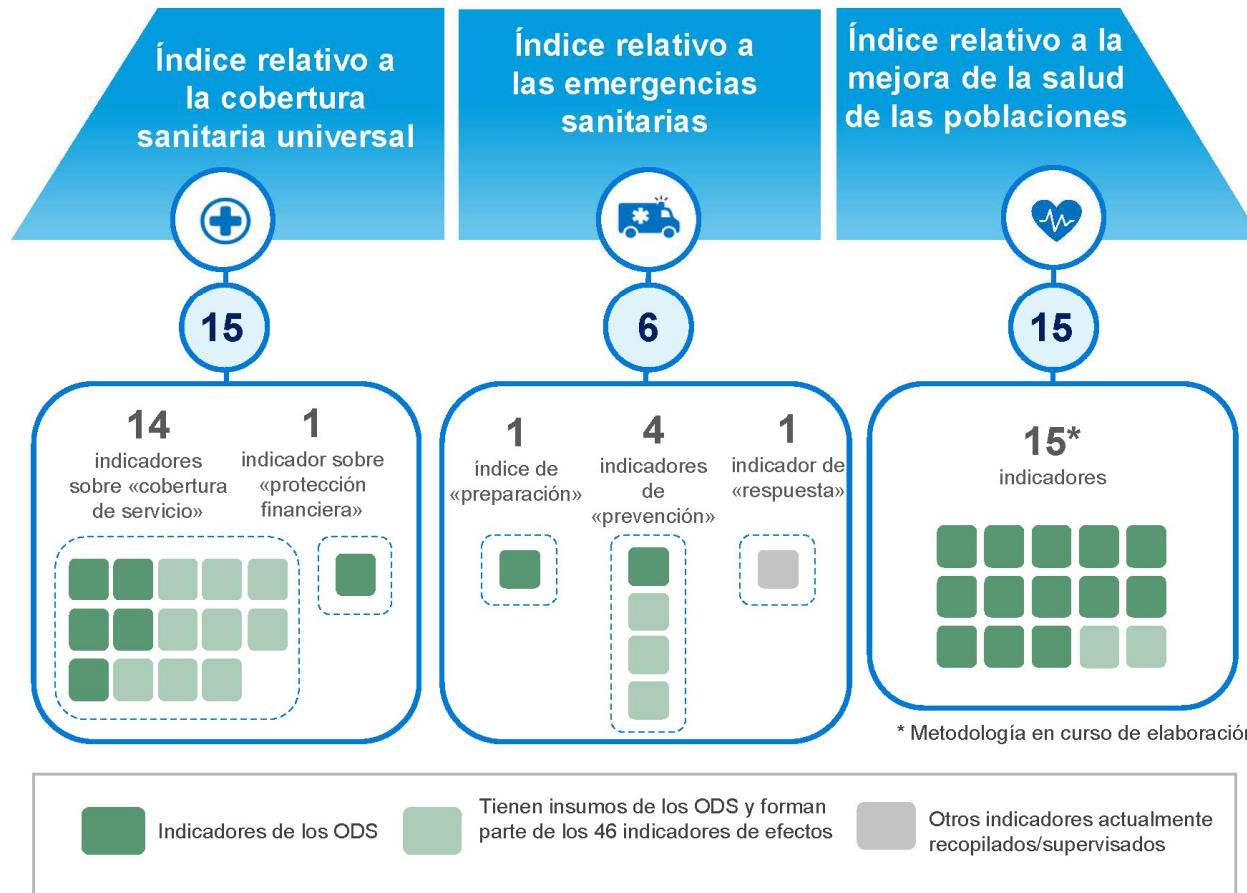 Índice relativo a
la cobertura
sanitaria universal
Índice relativo a
las emergencias
sanitarias
Índice relativo a la
mejora de la salud
de las poblaciones
15
6
15
14
indicadores
sobre «cobertura
de servicio»
1
indicador sobre
«protección
financiera»
1
índice de
«preparación»
4
indicadores
de
«prevención»
1
indicador de
«respuesta»
15*
indicadores
* Metodología en curso de elaboración
Indicadores de los ODS
Tienen insumos de los ODS y forman
parte de los 46 indicadores de efectos
Otros indicadores actualmente
recopilados/supervisados